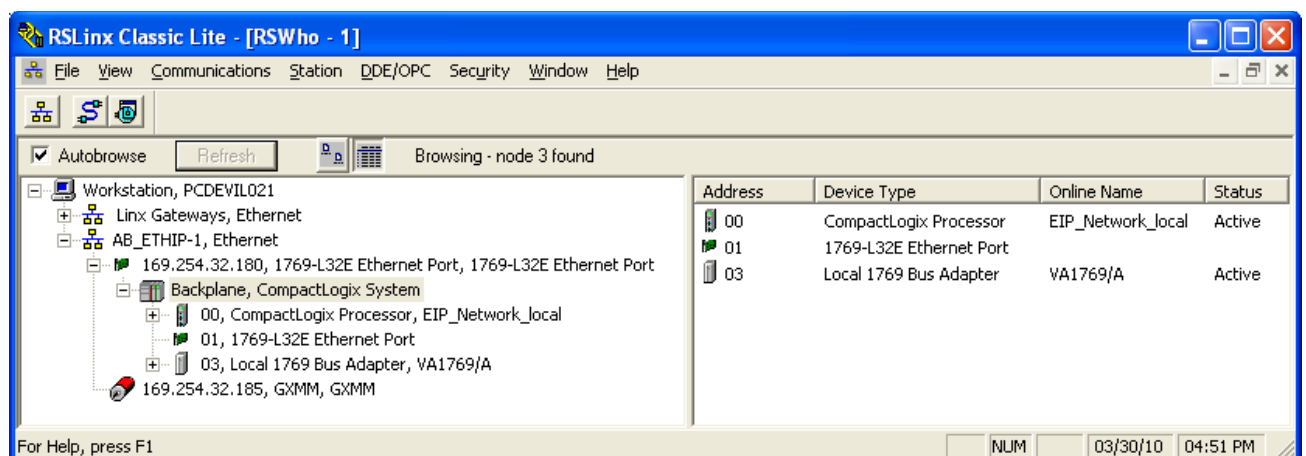 RSLinx Classic Lite - [RSWho - 1]
File View Communications Station DDE/OPC Security Window Help
Autobrowse Refresh Browsing - node 3 found
Workstation, PCDEVIL021
Linx Gateways, Ethernet
AB_ETHIP-1, Ethernet
169.254.32.180, 1769-L32E Ethernet Port, 1769-L32E Ethernet Port
Backplane, CompactLogix System
00, CompactLogix Processor, EIP_Network_local
01, 1769-L32E Ethernet Port
03, Local 1769 Bus Adapter, VA1769/A
169.254.32.185, GXMM, GXMM
Address Device Type Online Name Status
00 CompactLogix Processor EIP_Network_local Active
01 1769-L32E Ethernet Port
03 Local 1769 Bus Adapter VA1769/A Active
For Help, press F1 NUM 03/30/10 04:51 PM